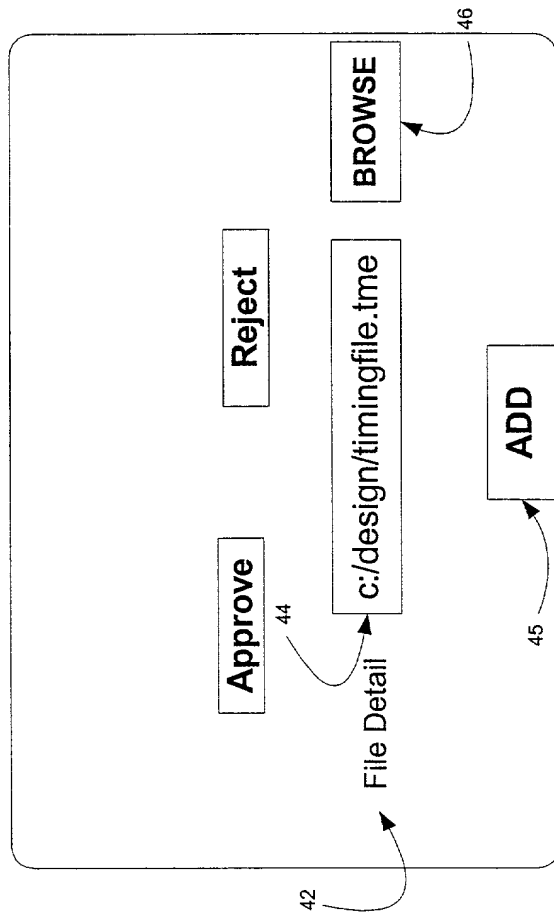 Approve
Reject
44
File Detail
c:/design/timingfile.tme
BROWSE
42
46
ADD
45